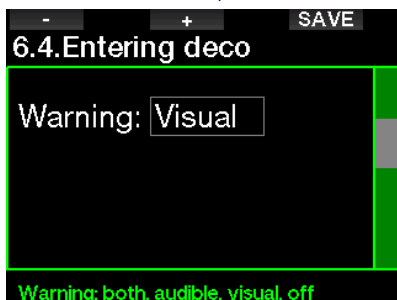 - + SAVE
6.4.Entering deco
Warning: Visual
Warning: both, audible, visual, off